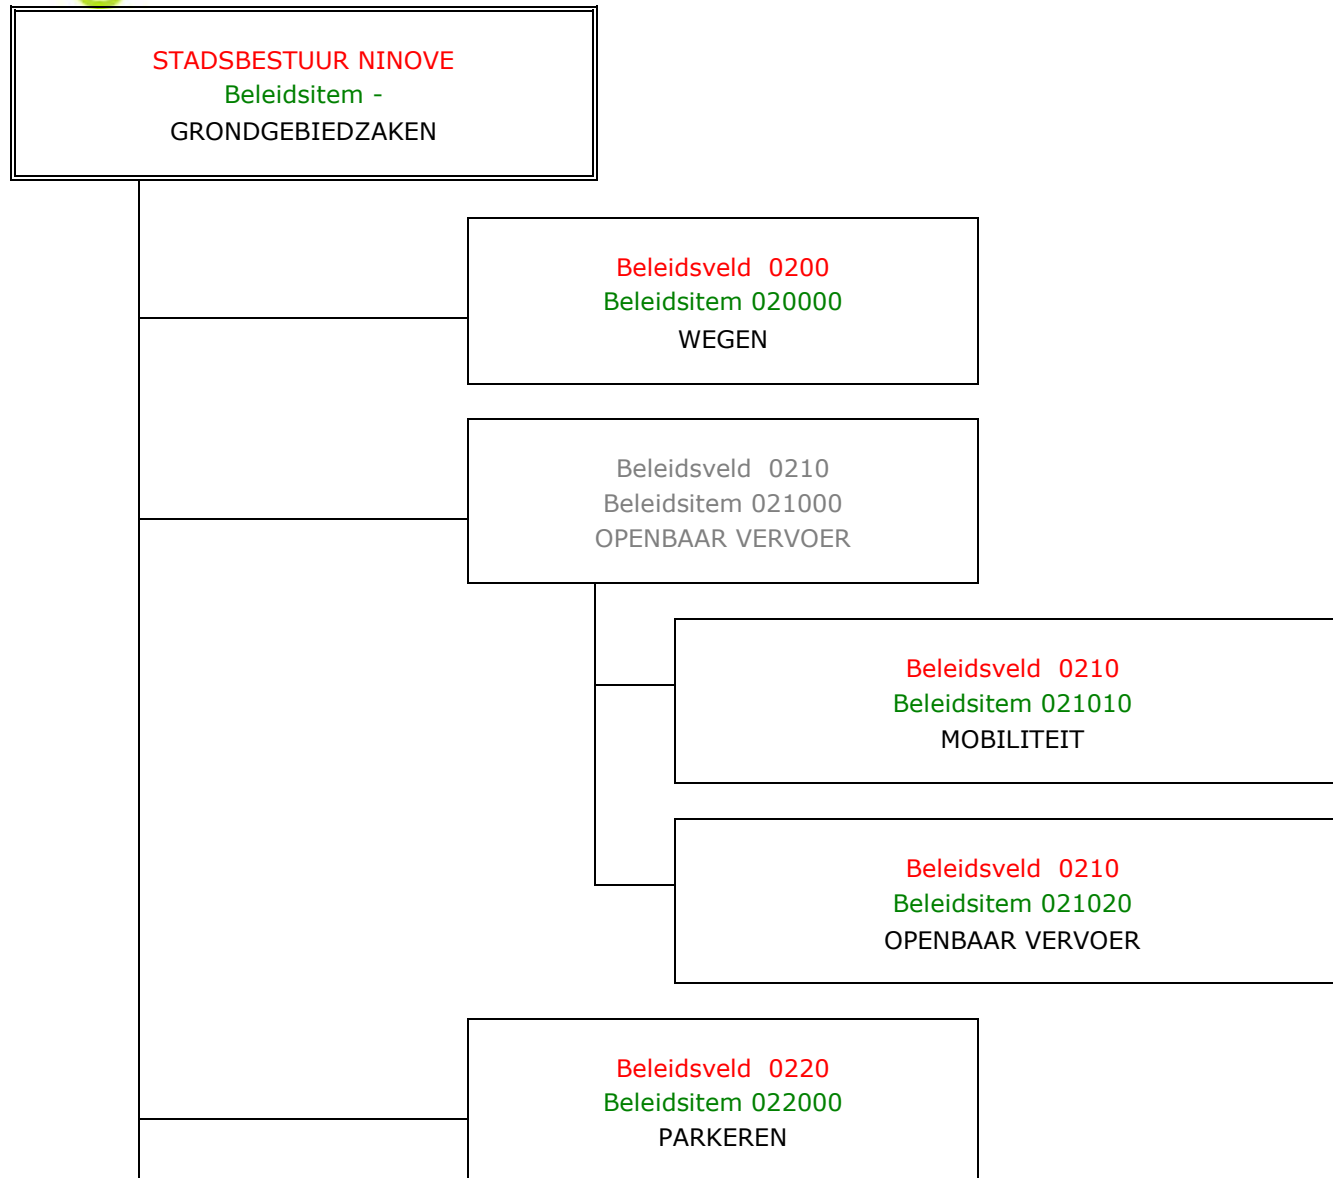 STADSBESTUUR NINOVE
Beleidsitem -
GRONDGEBIEDZAKEN
Beleidsveld 0200
Beleidsitem 020000
WEGEN
Beleidsveld 0210
Beleidsitem 021000
OPENBAAR VERVOER
Beleidsveld 0210
Beleidsitem 021010
MOBILITEIT
Beleidsveld 0210
Beleidsitem 021020
OPENBAAR VERVOER
Beleidsveld 0220
Beleidsitem 022000
PARKEREN